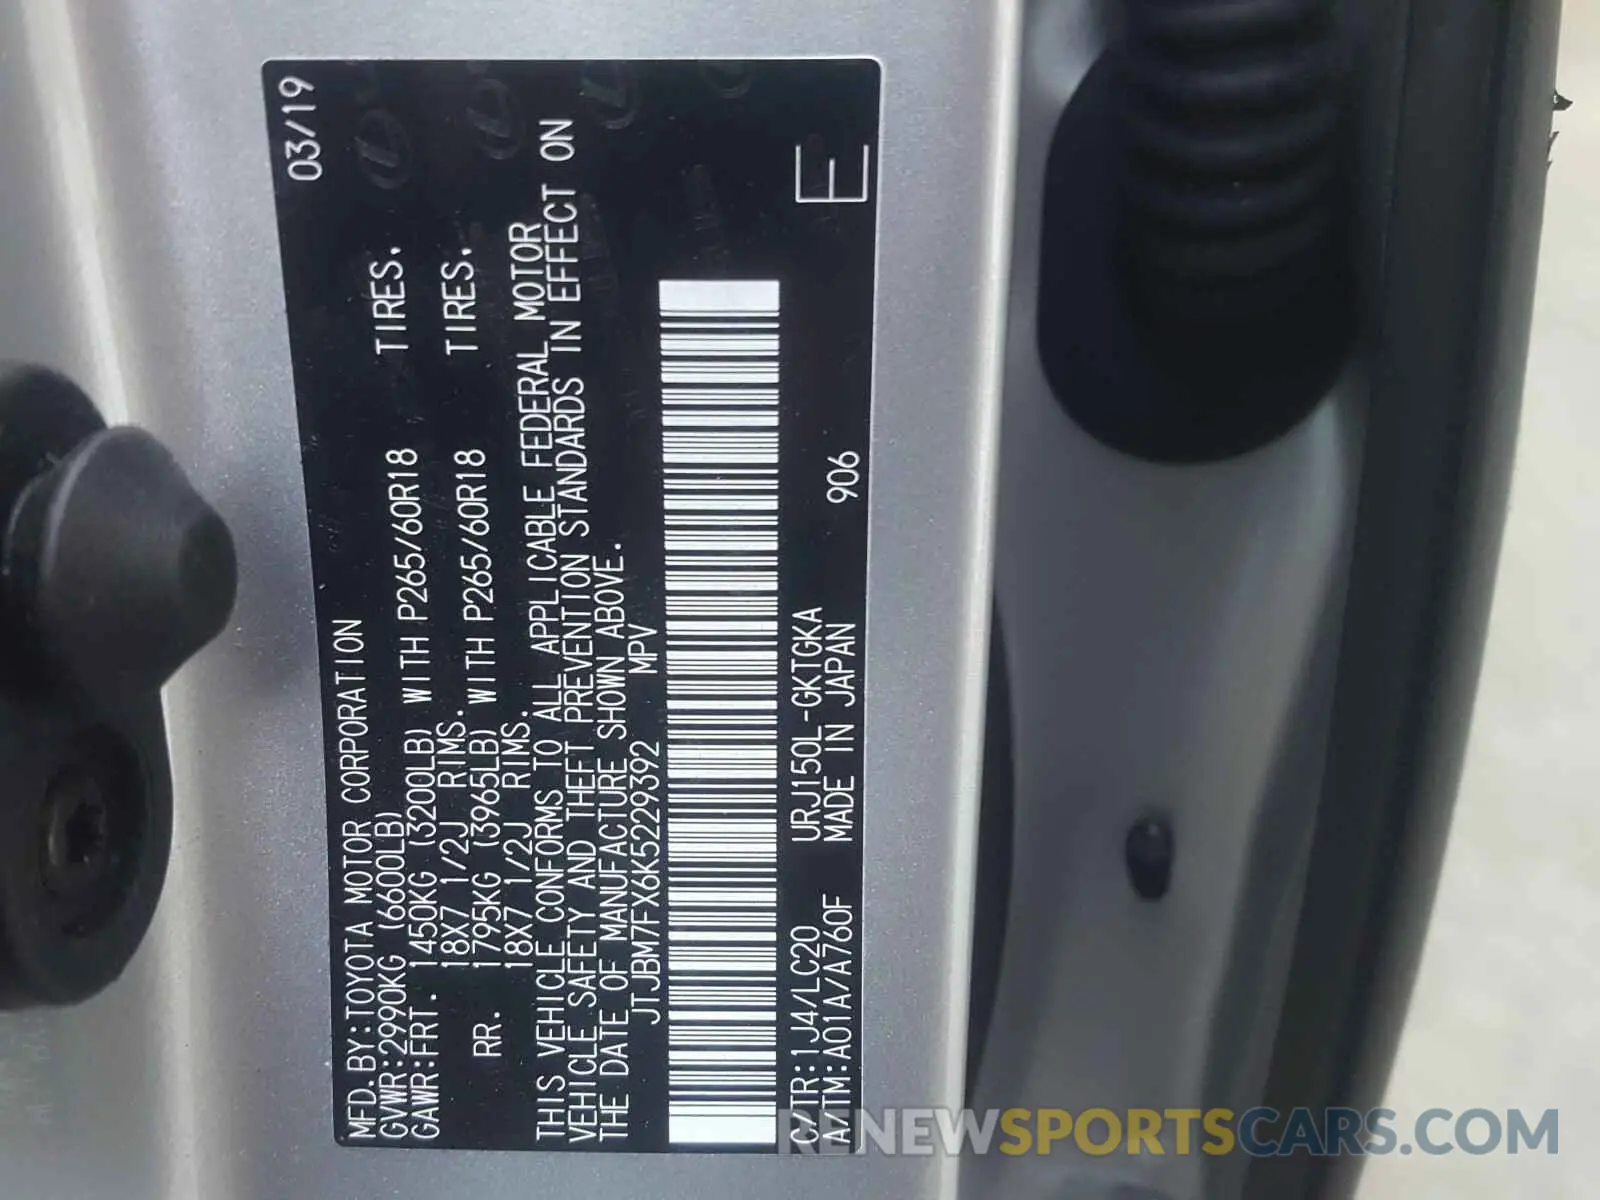 MFD.BY:TOYOTA MOTOR CORPORATION 03/19
GVWR:2990KG (6600LB)
GAWR:FRT. 1450KG (3200LB) WITH P265/60R18 TIRES.
18X7 1/2J RIMS.
RR. 1795KG (3965LB) WITH P265/60R18 TIRES.
18X7 1/2J RIMS.
THIS VEHICLE CONFORMS TO ALL APPLICABLE FEDERAL MOTOR
VEHICLE SAFETY AND THEFT PREVENTION STANDARDS IN EFFECT ON
THE DATE OF MANUFACTURE SHOWN ABOVE.
JTJBM7FX6K5229392 MPV
C/TR:1J4/LC20 URJ150L-GKTGKA E
A/TM:A01A/A760F MADE IN JAPAN 906
RENEWSPORTSCARS.COM